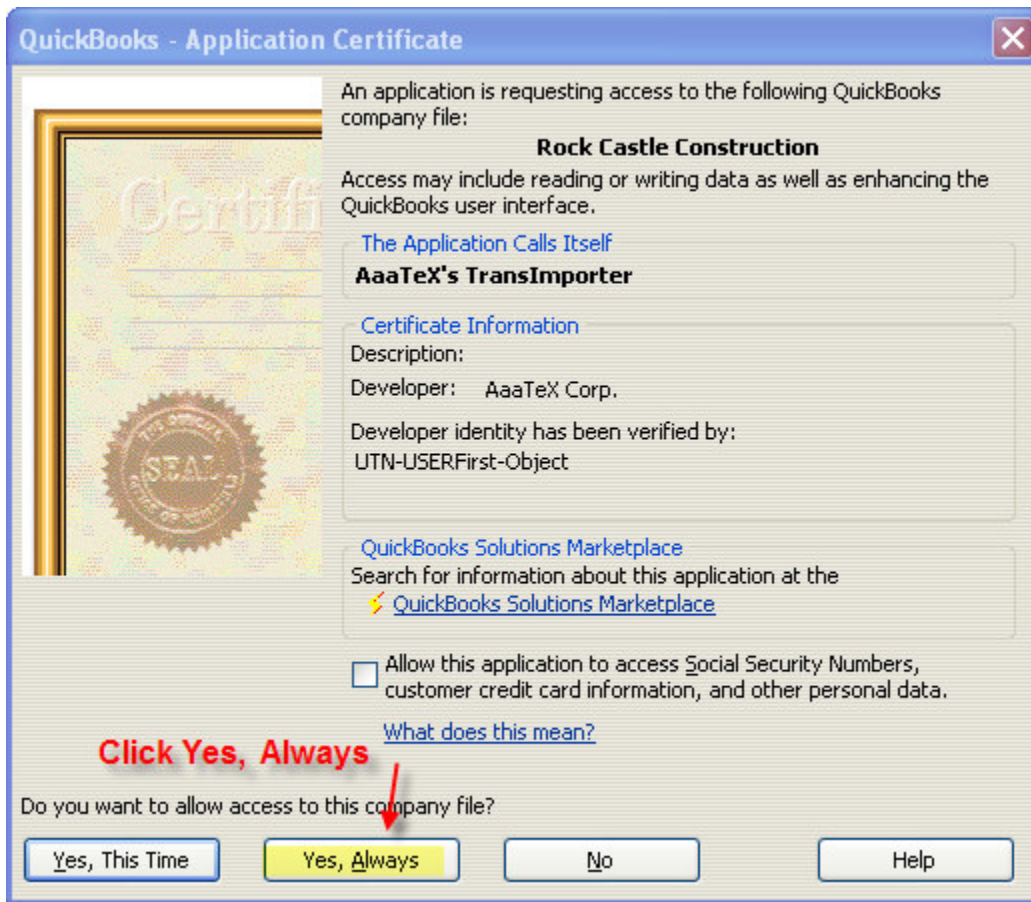 QuickBooks - Application Certificate
An application is requesting access to the following QuickBooks
company file:
Rock Castle Construction
Access may include reading or writing data as well as enhancing the
QuickBooks user interface.
The Application Calls Itself
AaaTeX's TransImporter
Certificate Information
Description:
Developer: AaaTeX Corp.
Developer identity has been verified by:
UTN-USERFirst-Object
QuickBooks Solutions Marketplace
Search for information about this application at the
QuickBooks Solutions Marketplace
Allow this application to access Social Security Numbers,
customer credit card information, and other personal data.
What does this mean?
Click Yes, Always
Do you want to allow access to this company file?
Yes, This Time
Yes, Always
No
Help
Certifi
SEAL